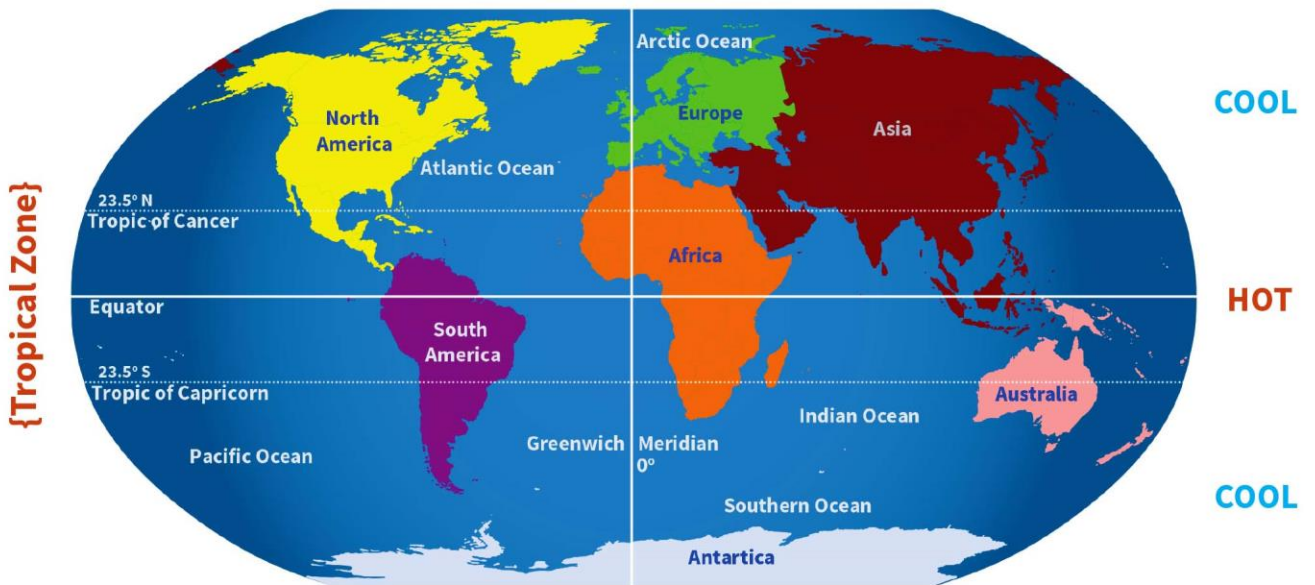 Arctic Ocean
COOL
North
America
Europe
Asia
Atlantic Ocean
{Tropical Zone}
23.5° N
Tropic of Cancer
Africa
Equator
HOT
South
America
23.5° S
Tropic of Capricorn
Australia
Indian Ocean
Greenwich Meridian
0°
Pacific Ocean
COOL
Southern Ocean
Antartica